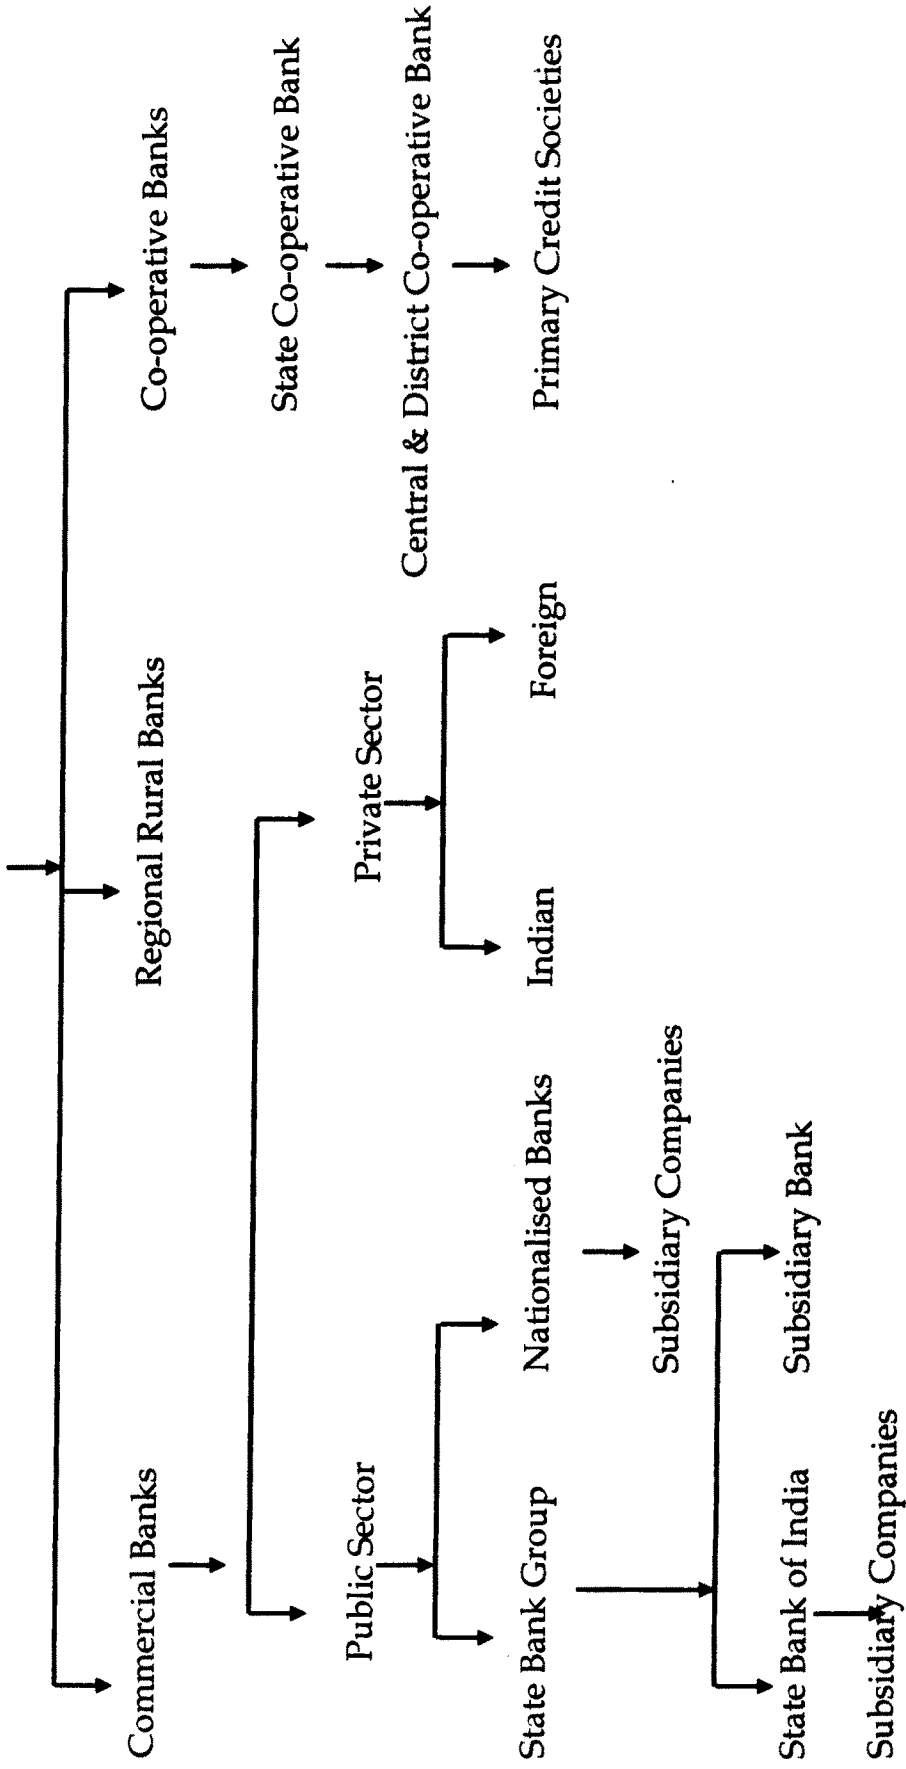 Commercial Banks
Regional Rural Banks
Co-operative Banks
State Co-operative Bank
Public Sector
Private Sector
Central & District Co-operative Bank
State Bank Group
Nationalised Banks
Indian
Foreign
Primary Credit Societies
Subsidiary Companies
State Bank of India
Subsidiary Bank
Subsidiary Companies